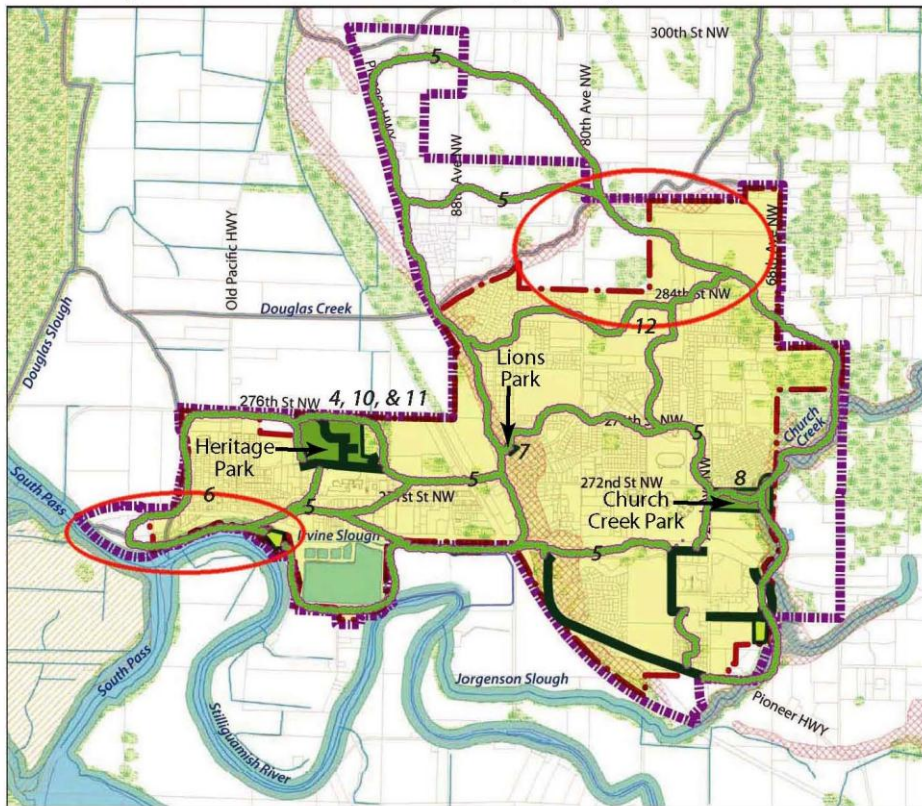 300th St NW
5
80th Ave NW
88th Ave NW
5
68th Ave NW
Old Pacific HWY
284th St NW
Douglas Creek
12
Douglas Slough
Lions
Park
276th St NW
4, 10, & 11
Church
Creek
Heritage
Park
7
5
5
272nd St NW
8
Church
Creek Park
South Pass
6
5
Irvine Slough
5
South Pass
Jorgenson Slough
Stillguamish River
Pioneer HWY